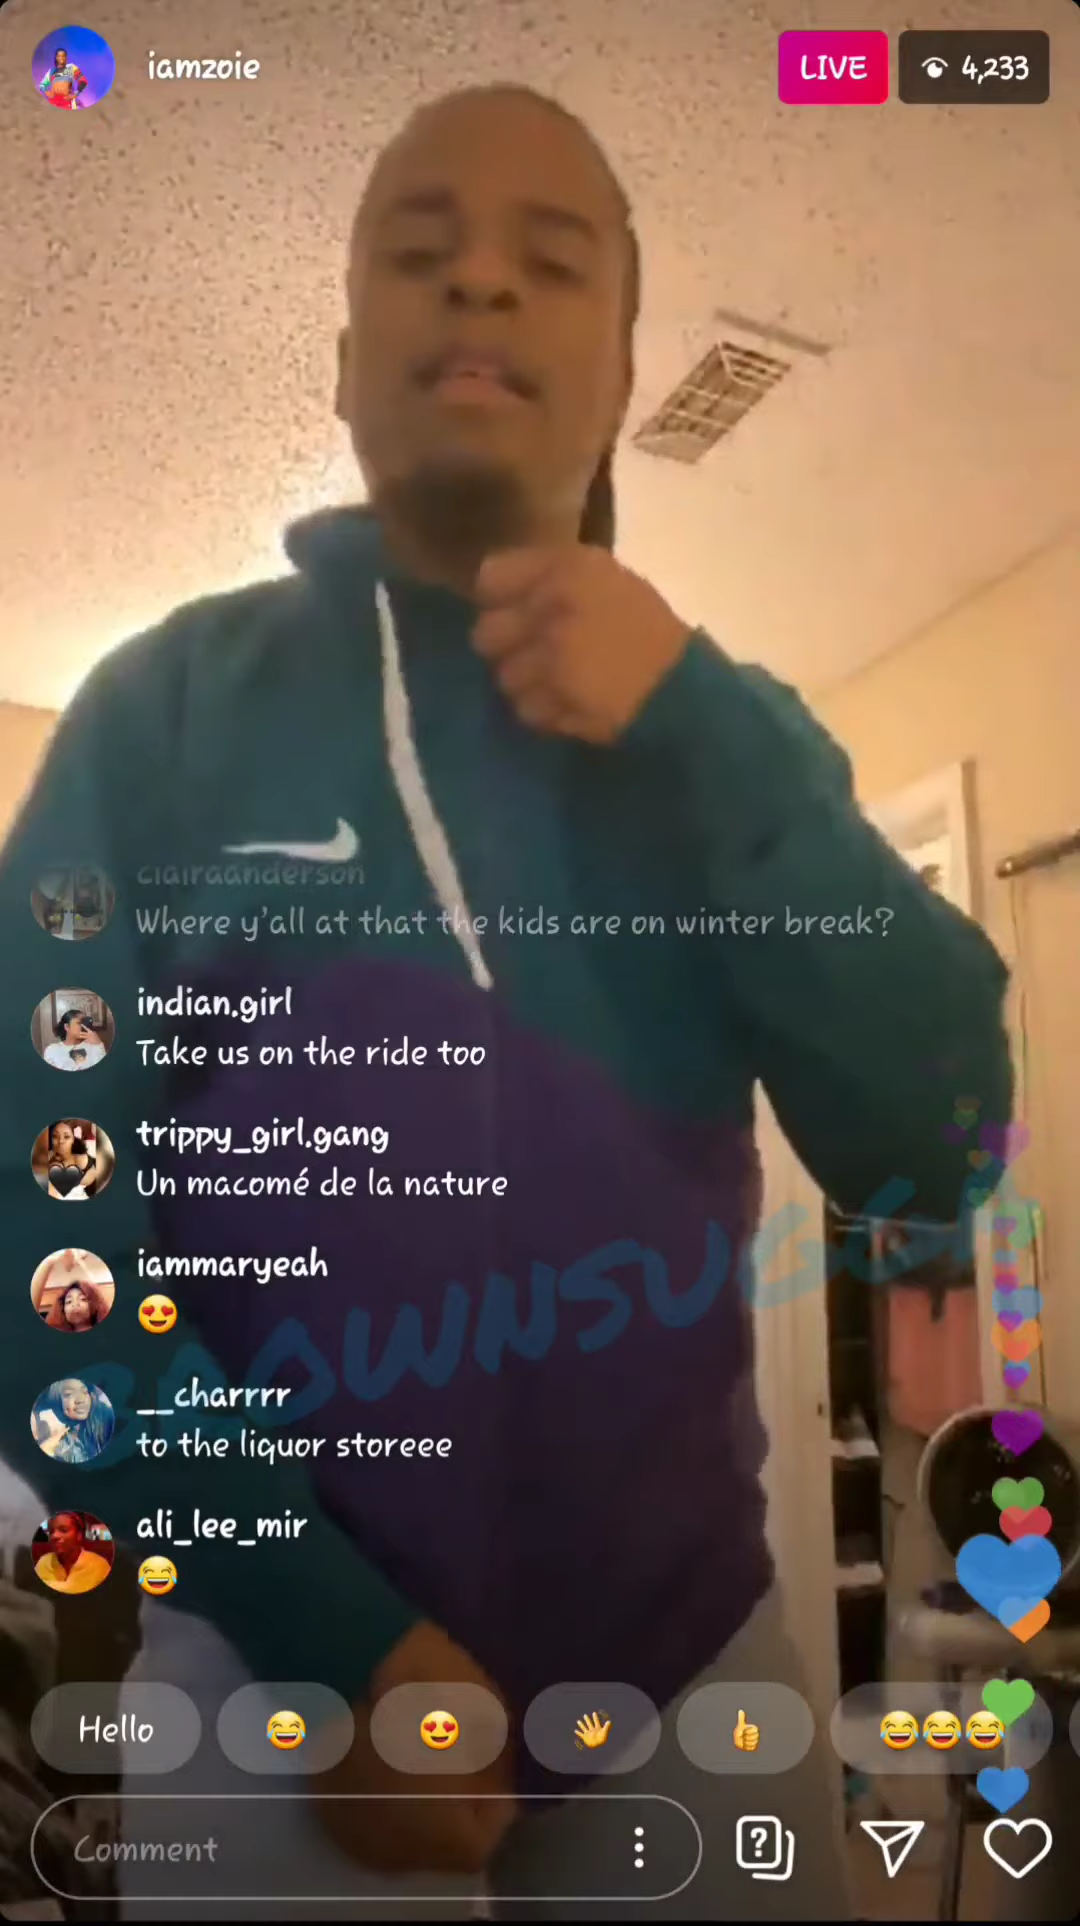 iamzoie
LIVE
4,233
clairaanderson
Where y'all at that the kids are on winter break?
indian.girl
Take us on the ride too
trippy_girl.gang
Un macomé de la nature
iammaryeah
😍
__charrrr
to the liquor storeee
ali_lee_mir
😂
BROWNSUGGA
Hello 😂 😍 👋 👍 😂😂😂
Comment